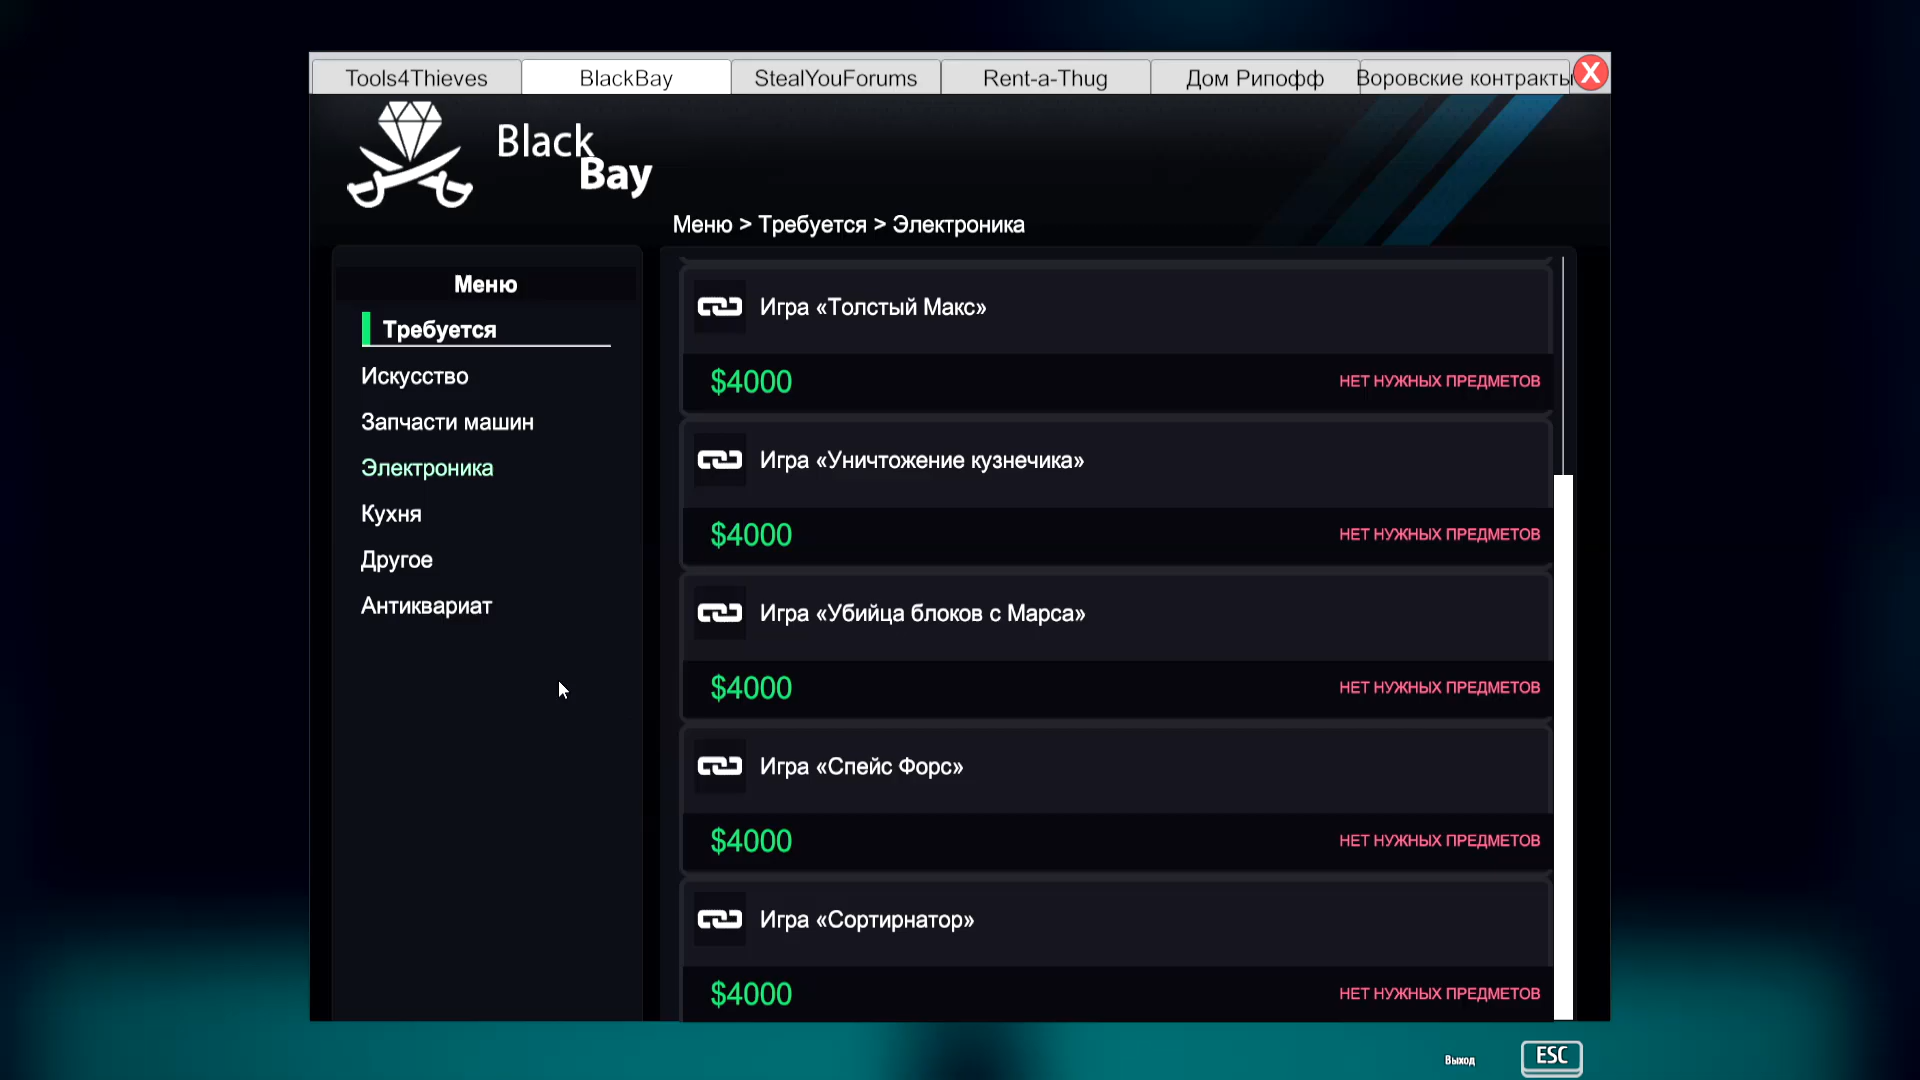 Tools4Thieves
BlackBay
StealYouForums
Rent-a-Thug
Дом Рипофф
Воровские контракты
X
Black
Bay
Меню > Требуется > Электроника
Меню
Требуется
Искусство
Запчасти машин
Электроника
Кухня
Другое
Антиквариат
Игра «Толстый Макс»
$4000
НЕТ НУЖНЫХ ПРЕДМЕТОВ
Игра «Уничтожение кузнечика»
$4000
НЕТ НУЖНЫХ ПРЕДМЕТОВ
Игра «Убийца блоков с Марса»
$4000
НЕТ НУЖНЫХ ПРЕДМЕТОВ
Игра «Спейс Форс»
$4000
НЕТ НУЖНЫХ ПРЕДМЕТОВ
Игра «Сортирнатор»
$4000
НЕТ НУЖНЫХ ПРЕДМЕТОВ
Выход
ESC